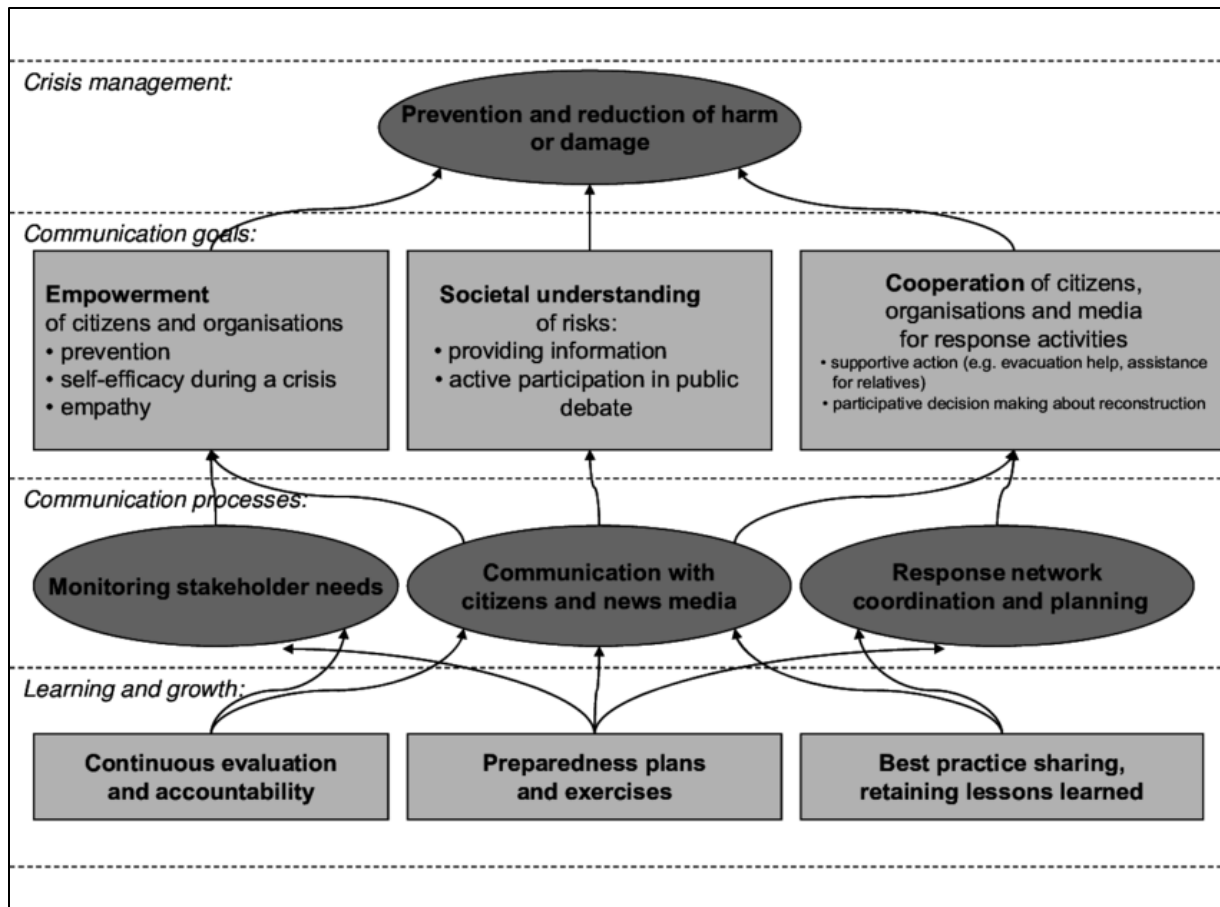 Crisis management:
Prevention and reduction of harm
or damage
Communication goals:
Empowerment
of citizens and organisations
• prevention
• self-efficacy during a crisis
• empathy
Societal understanding
of risks:
• providing information
• active participation in public
debate
Cooperation of citizens,
organisations and media
for response activities
• supportive action (e.g. evacuation help, assistance
for relatives)
• participative decision making about reconstruction
Communication processes:
Monitoring stakeholder needs
Communication with
citizens and news media
Response network
coordination and planning
Learning and growth:
Continuous evaluation
and accountability
Preparedness plans
and exercises
Best practice sharing,
retaining lessons learned